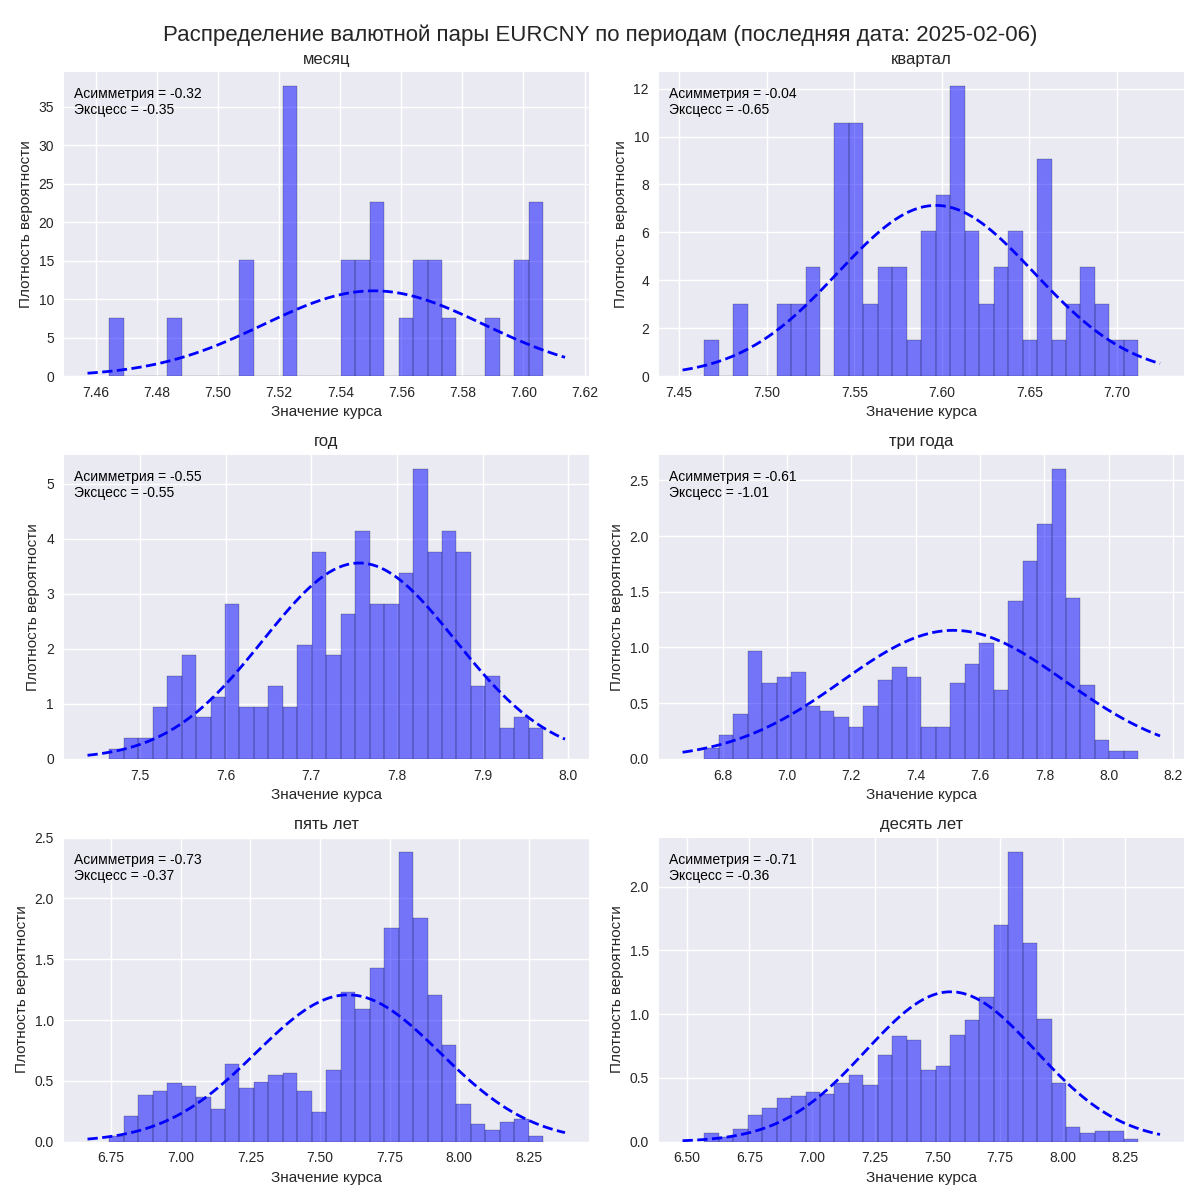 Распределение валютной пары EURCNY по периодам (последняя дата: 2025-02-06)
месяц
Асимметрия = -0.32
Эксцесс = -0.35
Плотность вероятности
35
30
25
20
15
10
5
0
7.46 7.48 7.50 7.52 7.54 7.56 7.58 7.60 7.62
Значение курса
квартал
Асимметрия = -0.04
Эксцесс = -0.65
Плотность вероятности
12
10
8
6
4
2
0
7.45 7.50 7.55 7.60 7.65 7.70
Значение курса
год
Асимметрия = -0.55
Эксцесс = -0.55
Плотность вероятности
5
4
3
2
1
0
7.5 7.6 7.7 7.8 7.9 8.0
Значение курса
три года
Асимметрия = -0.61
Эксцесс = -1.01
Плотность вероятности
2.5
2.0
1.5
1.0
0.5
0.0
6.8 7.0 7.2 7.4 7.6 7.8 8.0 8.2
Значение курса
пять лет
Асимметрия = -0.73
Эксцесс = -0.37
Плотность вероятности
2.5
2.0
1.5
1.0
0.5
0.0
6.75 7.00 7.25 7.50 7.75 8.00 8.25
Значение курса
десять лет
Асимметрия = -0.71
Эксцесс = -0.36
Плотность вероятности
2.0
1.5
1.0
0.5
0.0
6.50 6.75 7.00 7.25 7.50 7.75 8.00 8.25
Значение курса